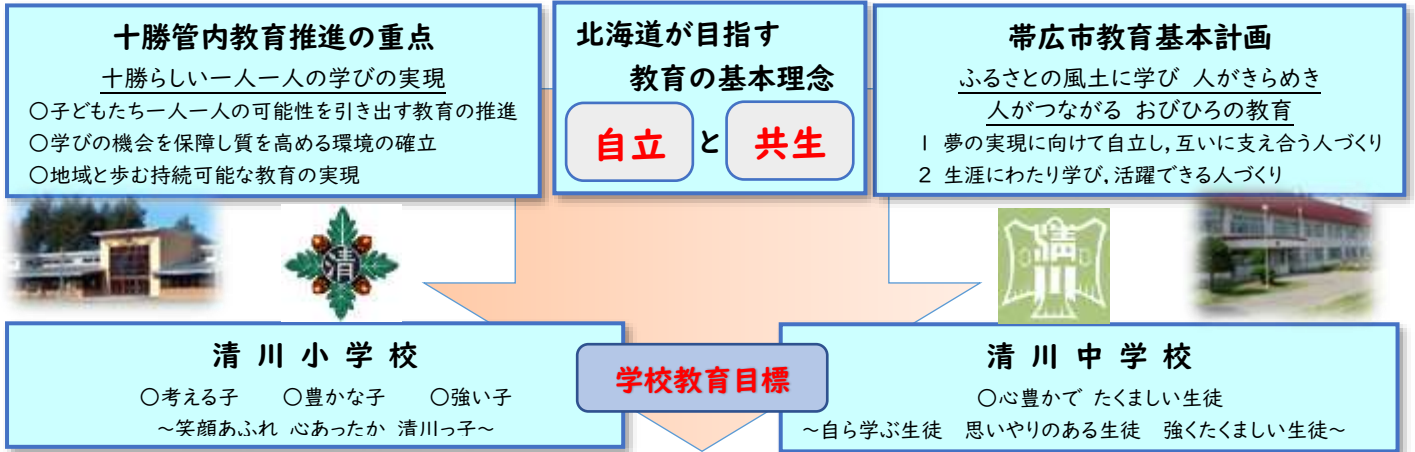 十勝管内教育推進の重点
十勝らしい一人一人の学びの実現
○子どもたち一人一人の可能性を引き出す教育の推進
○学びの機会を保障し質を高める環境の確立
○地域と歩む持続可能な教育の実現
北海道が目指す
教育の基本理念
自立 と 共生
帯広市教育基本計画
ふるさとの風土に学び 人がきらめき
人がつながる おびひろの教育
1 夢の実現に向けて自立し,互いに支え合う人づくり
2 生涯にわたり学び,活躍できる人づくり
清
清川
清川小学校
○考える子 ○豊かな子 ○強い子
~笑顔あふれ 心あったか 清川っ子~
学校教育目標
清川中学校
○心豊かで たくましい生徒
~自ら学ぶ生徒 思いやりのある生徒 強くたくましい生徒~